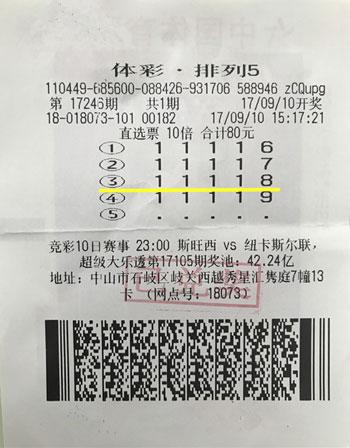 体彩·排列5
110449-685600-088426-931706 588946 zCQupg
第 17246期 共1期 17/09/10开奖
18-018073-101 00182 17/09/10 15:17:21
直选票 10倍 合计80元
① 1 1 1 1 6
② 1 1 1 1 7
③ 1 1 1 1 8
④ 1 1 1 1 9
⑤ . . . . .
竞彩10日赛事 23:00 斯旺西 vs 纽卡斯尔联,
超级大乐透第17105期奖池: 42.24亿
地址: 中山市石岐区岐关西越秀星汇隽庭7幢13
卡 (网点号: 18073)